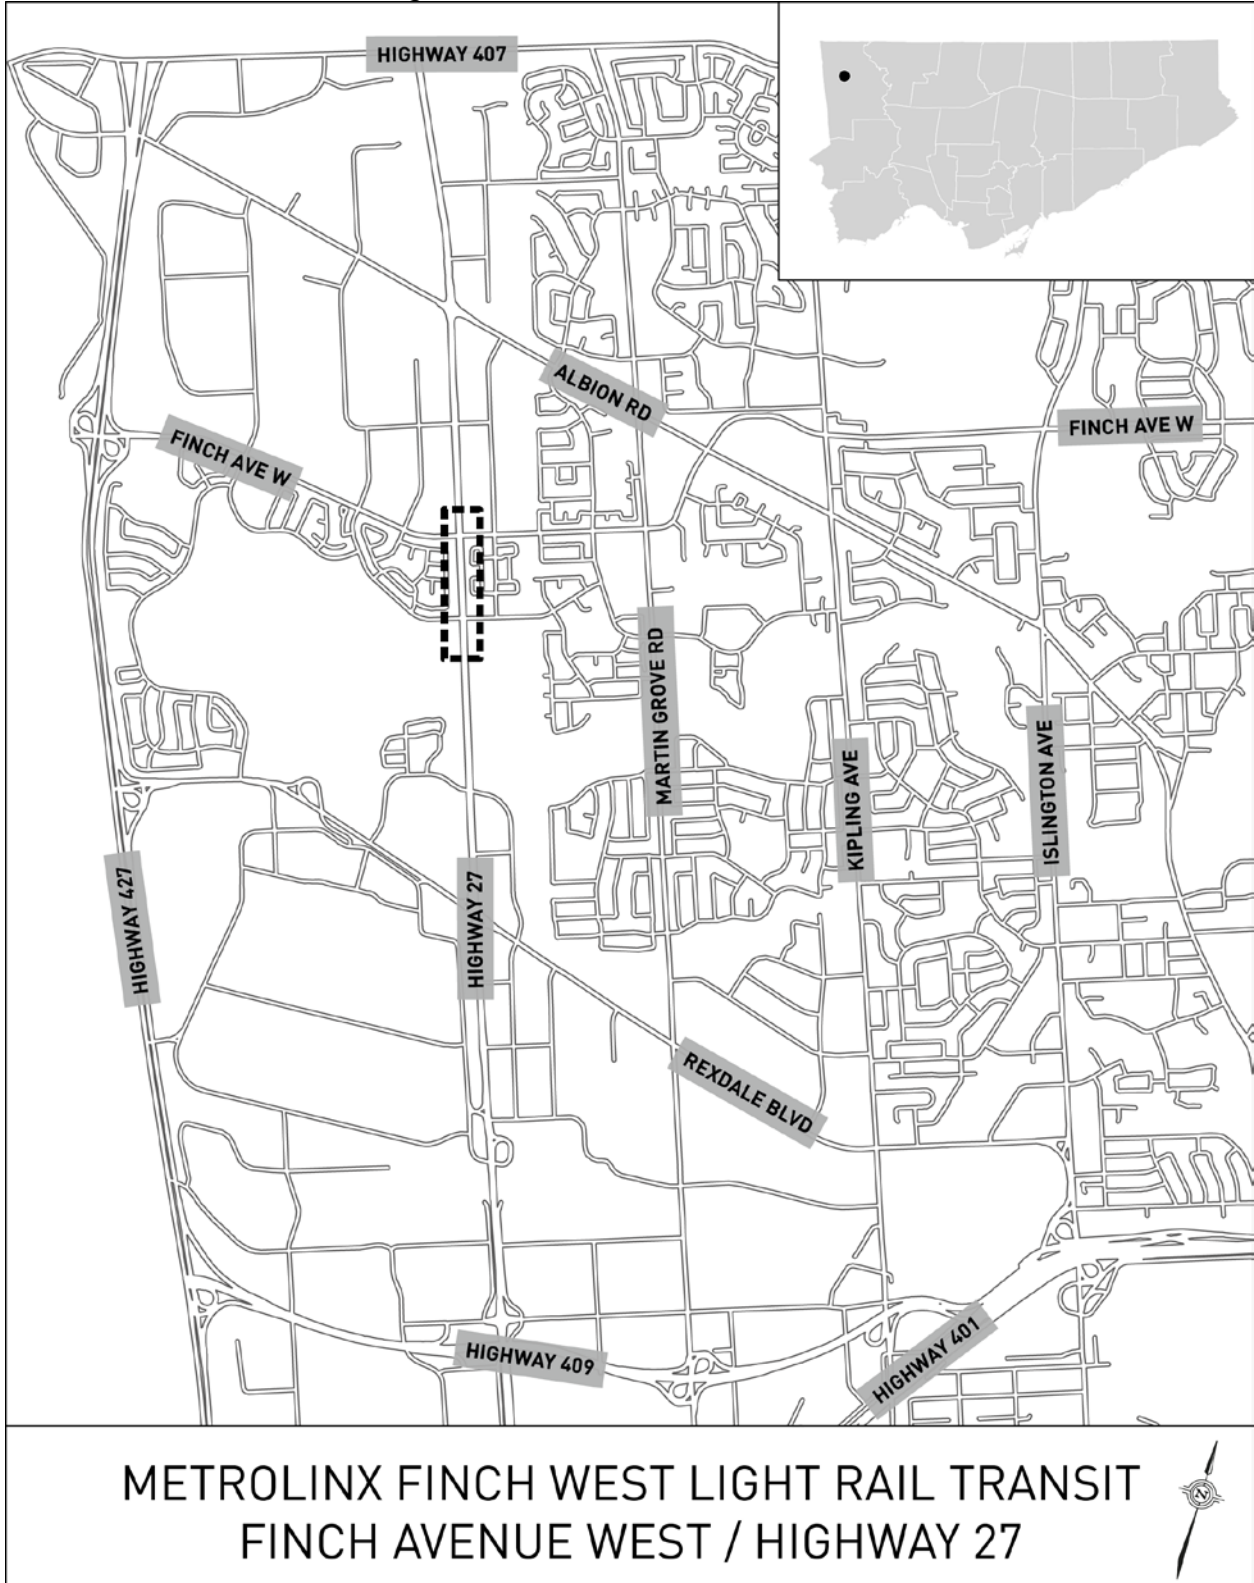 HIGHWAY 407
ALBION RD
FINCH AVE W
FINCH AVE W
MARTIN GROVE RD
KIPLING AVE
ISLINGTON AVE
HIGHWAY 427
HIGHWAY 27
REXDALE BLVD
HIGHWAY 409
HIGHWAY 401
METROLINX FINCH WEST LIGHT RAIL TRANSIT
FINCH AVENUE WEST / HIGHWAY 27
N